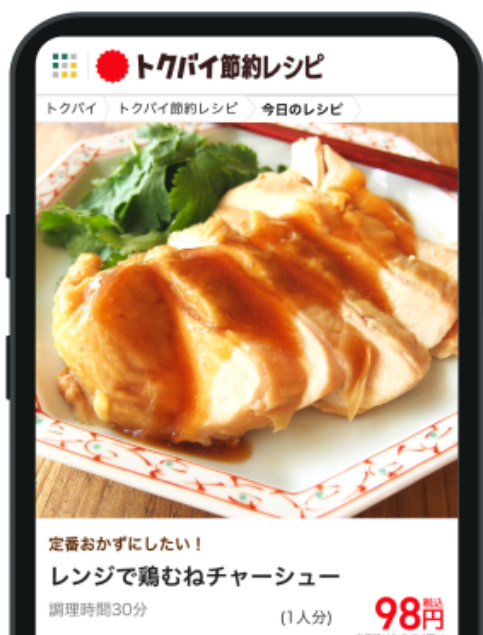 トクバイ節約レシピ
トクバイ 〉 トクバイ節約レシピ 〉 今日のレシピ
定番おかずにしたい！
レンジで鶏むねチャーシュー
調理時間30分
(1人分) 98円 税込